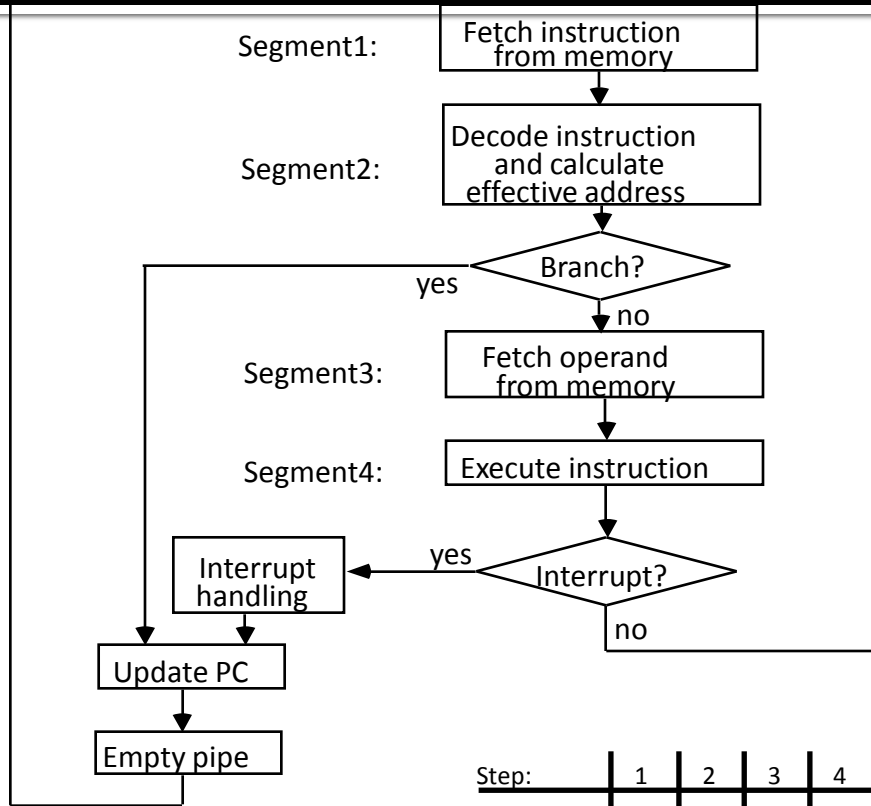 Segment1:
Fetch instruction
from memory
Segment2:
Decode instruction
and calculate
effective address
Branch?
yes
no
Segment3:
Fetch operand
from memory
Segment4:
Execute instruction
Interrupt?
yes
no
Interrupt
handling
Update PC
Empty pipe
Step: 1 2 3 4